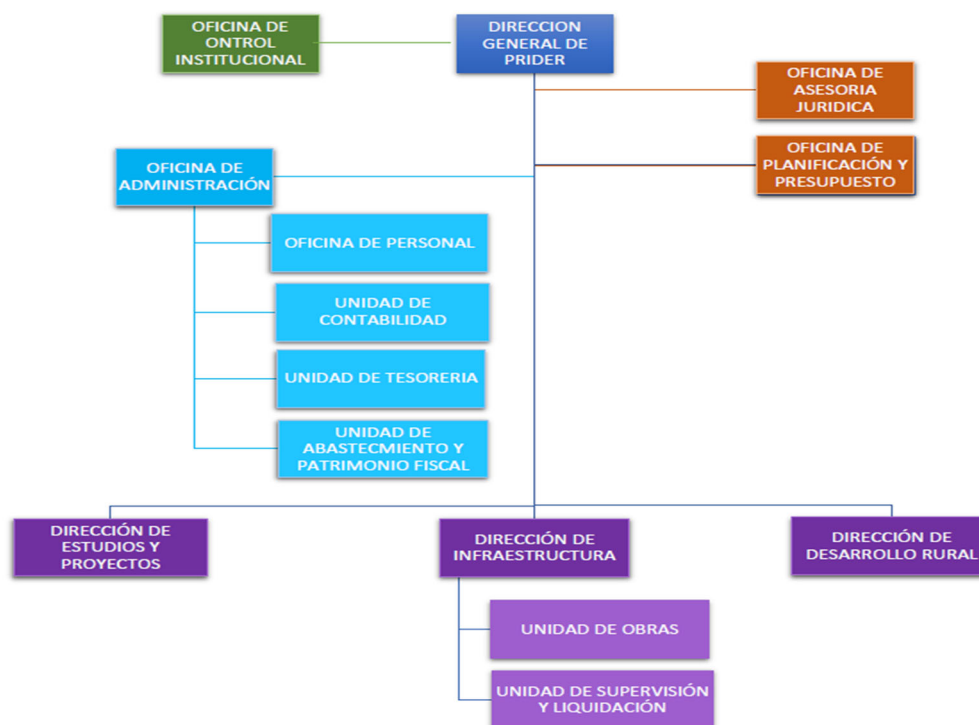 OFICINA DE
ONTROL
INSTITUCIONAL
DIRECCION
GENERAL DE
PRIDER
OFICINA DE
ASESORIA
JURIDICA
OFICINA DE
PLANIFICACIÓN Y
PRESUPUESTO
OFICINA DE
ADMINISTRACIÓN
OFICINA DE PERSONAL
UNIDAD DE
CONTABILIDAD
UNIDAD DE TESORERIA
UNIDAD DE
ABASTECMIENTO Y
PATRIMONIO FISCAL
DIRECCIÓN DE
ESTUDIOS Y
PROYECTOS
DIRECCIÓN DE
INFRAESTRUCTURA
DIRECCIÓN DE
DESARROLLO RURAL
UNIDAD DE OBRAS
UNIDAD DE SUPERVISIÓN
Y LIQUIDACIÓN